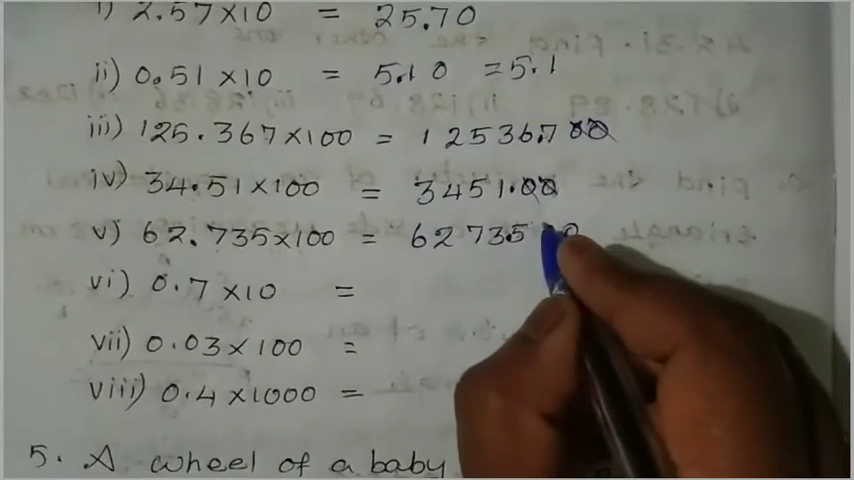 i) 2.57×10 = 25.70
ii) 0.51×10 = 5.10 =5.1
iii) 125.367×100 = 12536.700
iv) 34.51×100 = 3451.00
v) 62.735×100 = 6273.500
vi) 0.7×10 =
vii) 0.03×100 =
viii) 0.4×1000 =
5. A wheel of a baby